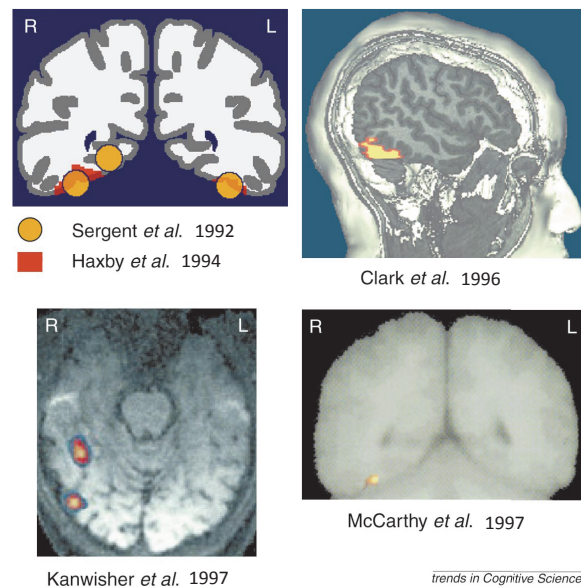 R L
Sergent et al. 1992
Haxby et al. 1994
Clark et al. 1996
R L
Kanwisher et al. 1997
R L
McCarthy et al. 1997
trends in Cognitive Science